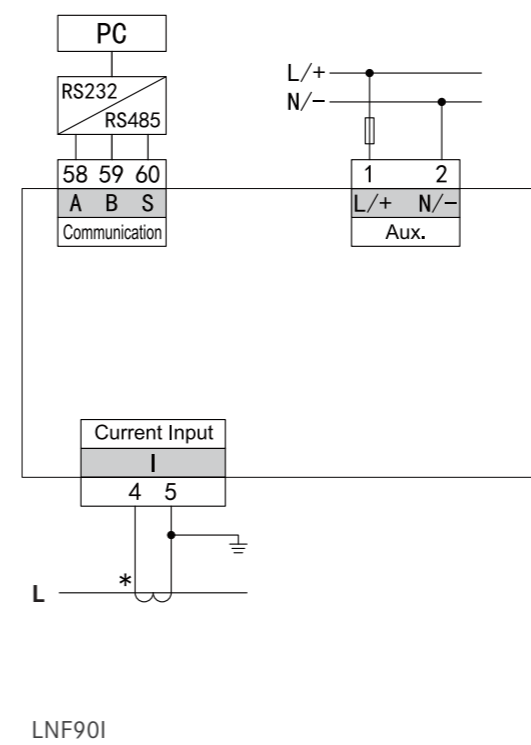 PC
RS232
RS485
58 59 60
A B S
Communication
L/+
N/-
1 2
L/+ N/-
Aux.
Current Input
I
4 5
*
L
LNF90I